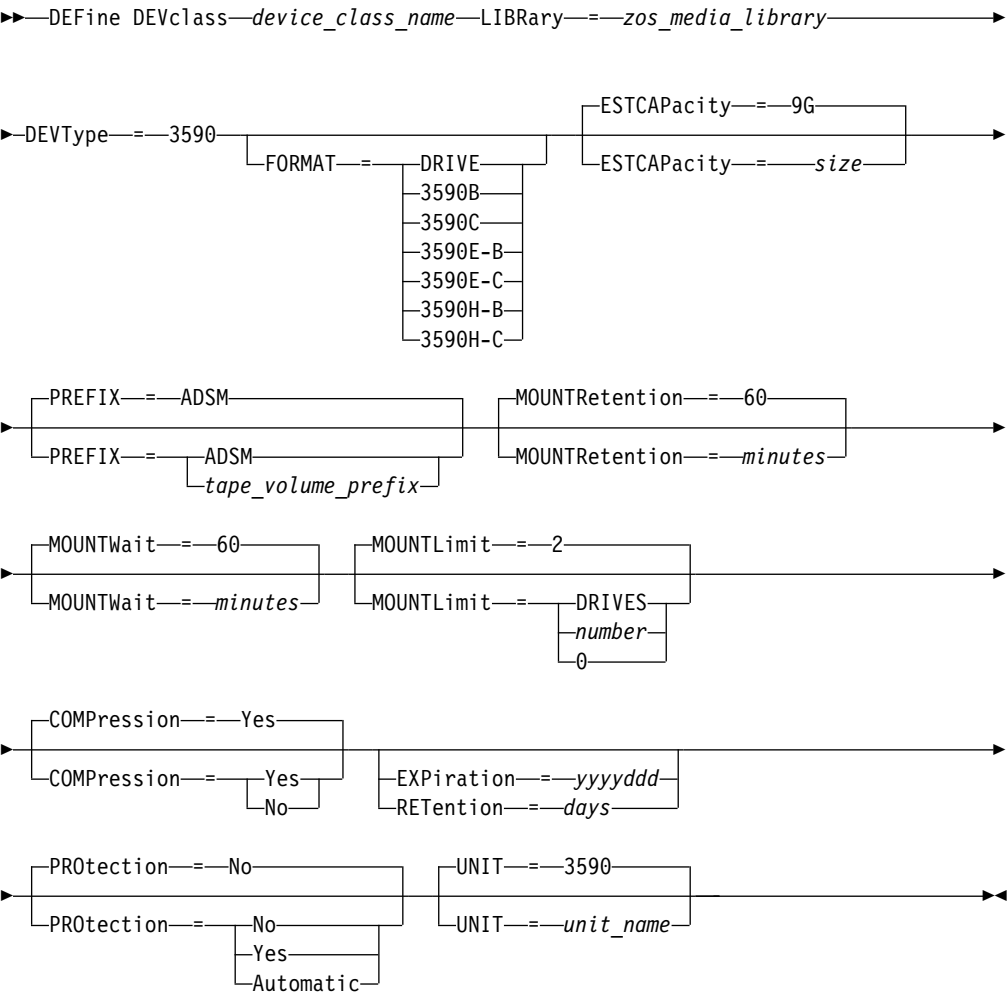 DEFine DEVclass device_class_name LIBRary = zos_media_library
ESTCAPacity = 9G
DEVType = 3590
FORMAT = DRIVE
ESTCAPacity = size
3590B
3590C
3590E-B
3590E-C
3590H-B
3590H-C
PREFIX = ADSM
MOUNTRetention = 60
PREFIX = ADSM
MOUNTRetention = minutes
tape_volume_prefix
MOUNTWait = 60
MOUNTLimit = 2
MOUNTWait = minutes
MOUNTLimit = DRIVES
number
0
COMPression = Yes
COMPression = Yes
EXPiration = yyyyddd
No
RETention = days
PROtection = No
UNIT = 3590
PROtection = No
UNIT = unit_name
Yes
Automatic